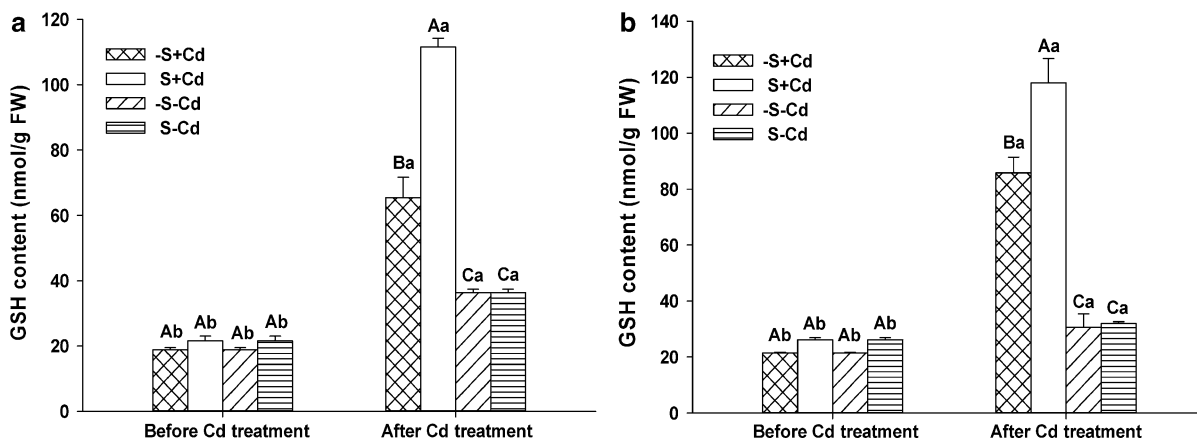 a
GSH content (nmol/g FW)
120
100
80
60
40
20
0
-S+Cd
S+Cd
-S-Cd
S-Cd
Ab
Ab
Ab
Ab
Ba
Aa
Ca
Ca
Before Cd treatment
After Cd treatment
b
GSH content (nmol/g FW)
140
120
100
80
60
40
20
0
-S+Cd
S+Cd
-S-Cd
S-Cd
Ab
Ab
Ab
Ab
Ba
Aa
Ca
Ca
Before Cd treatment
After Cd treatment